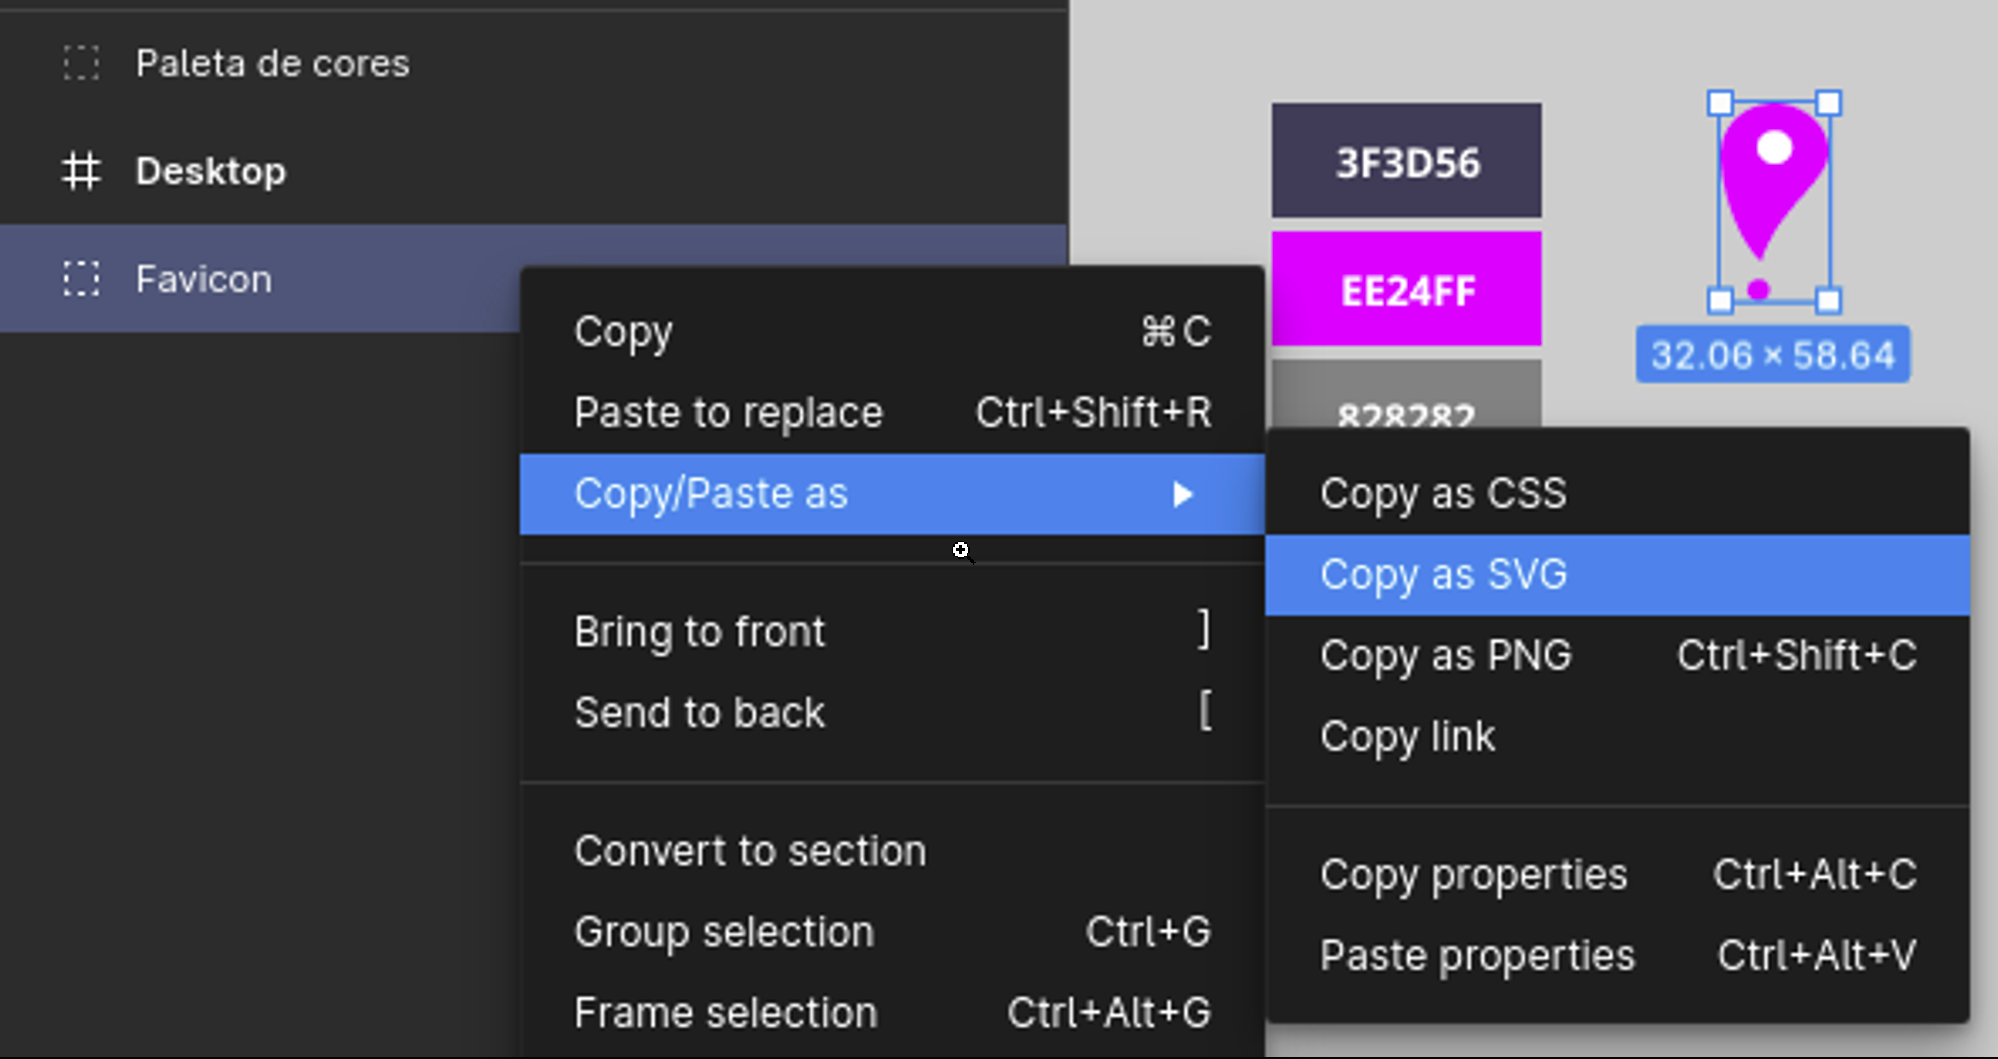 Paleta de cores
Desktop
Favicon
3F3D56
EE24FF
828282
32.06 × 58.64
Copy ⌘C
Paste to replace Ctrl+Shift+R
Copy/Paste as
Bring to front ]
Send to back [
Convert to section
Group selection Ctrl+G
Frame selection Ctrl+Alt+G
Copy as CSS
Copy as SVG
Copy as PNG Ctrl+Shift+C
Copy link
Copy properties Ctrl+Alt+C
Paste properties Ctrl+Alt+V